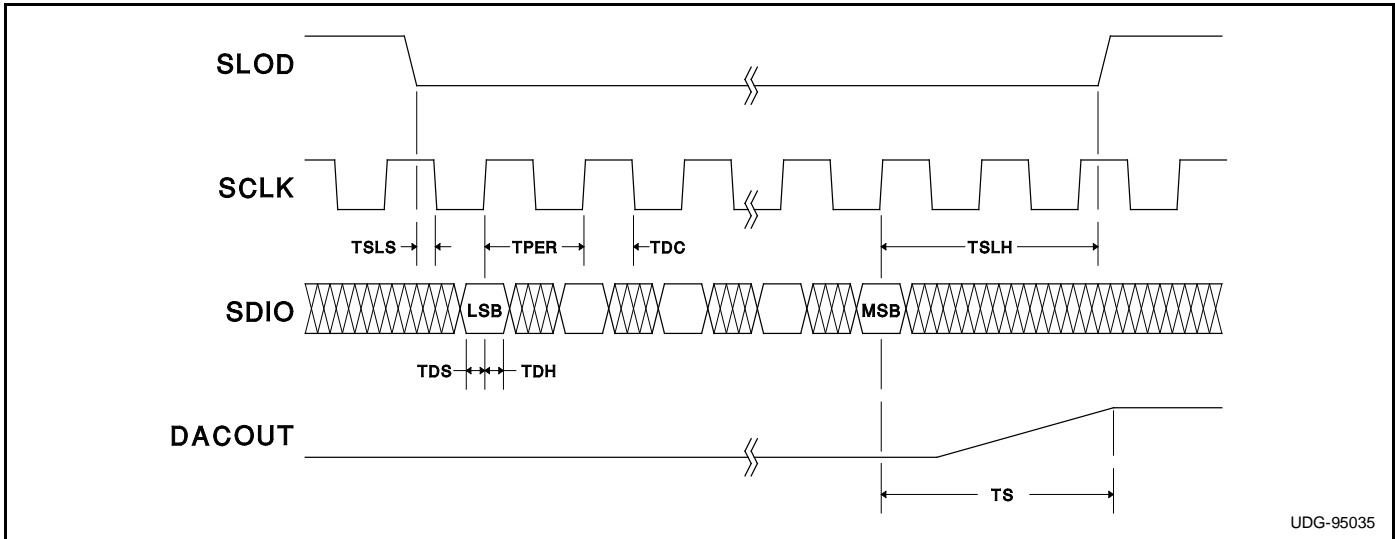 SLOD
SCLK
TSLS
TPER
TDC
TSLH
SDIO
LSB
MSB
TDS
TDH
DACOUT
TS
UDG-95035